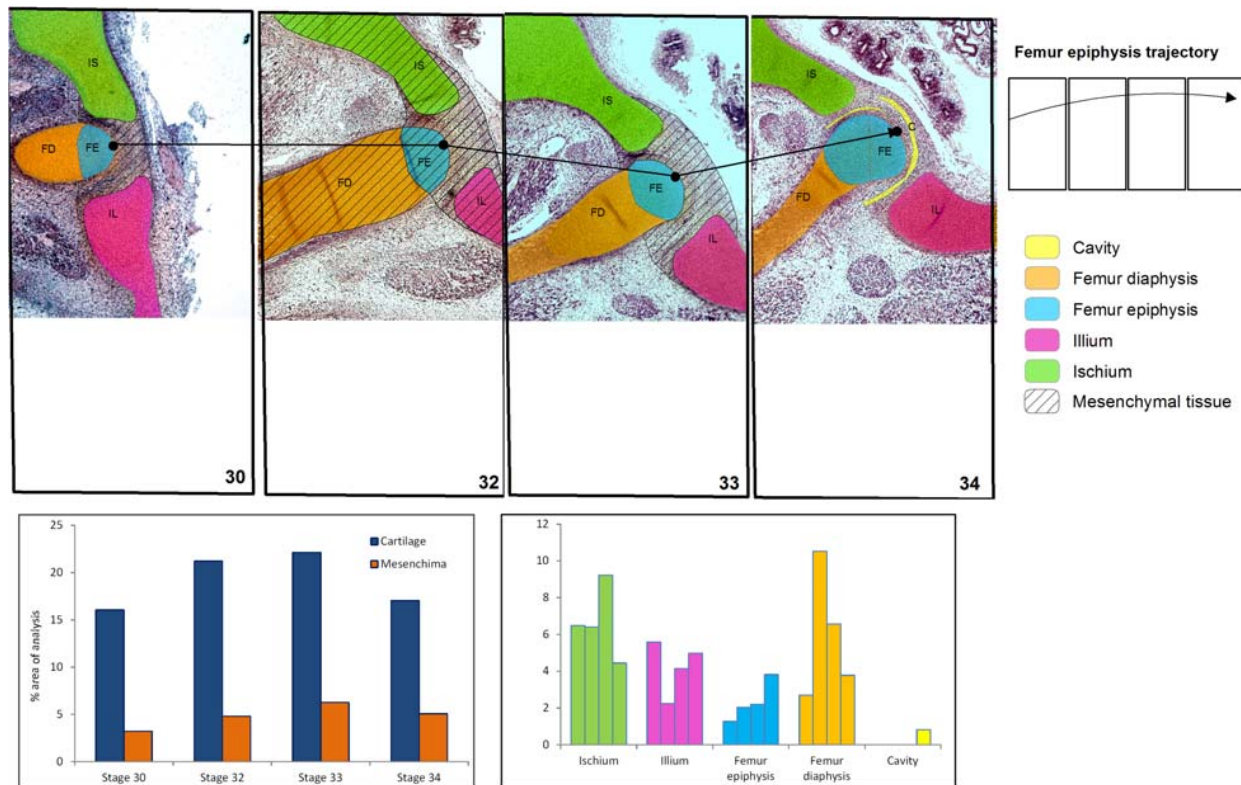 IS
FD
FE
IL
30
IS
FD
FE
*
IL
32
IS
FD
FE
IL
33
IS
C
FE
FD
IL
34
Femur epiphysis trajectory
Cavity
Femur diaphysis
Femur epiphysis
Illium
Ischium
Mesenchymal tissue
% area of analysis
25
20
15
10
5
0
Cartilage
Mesenchima
Stage 30 Stage 32 Stage 33 Stage 34
12
10
8
6
4
2
0
Ischium Illium Femur epiphysis Femur diaphysis Cavity